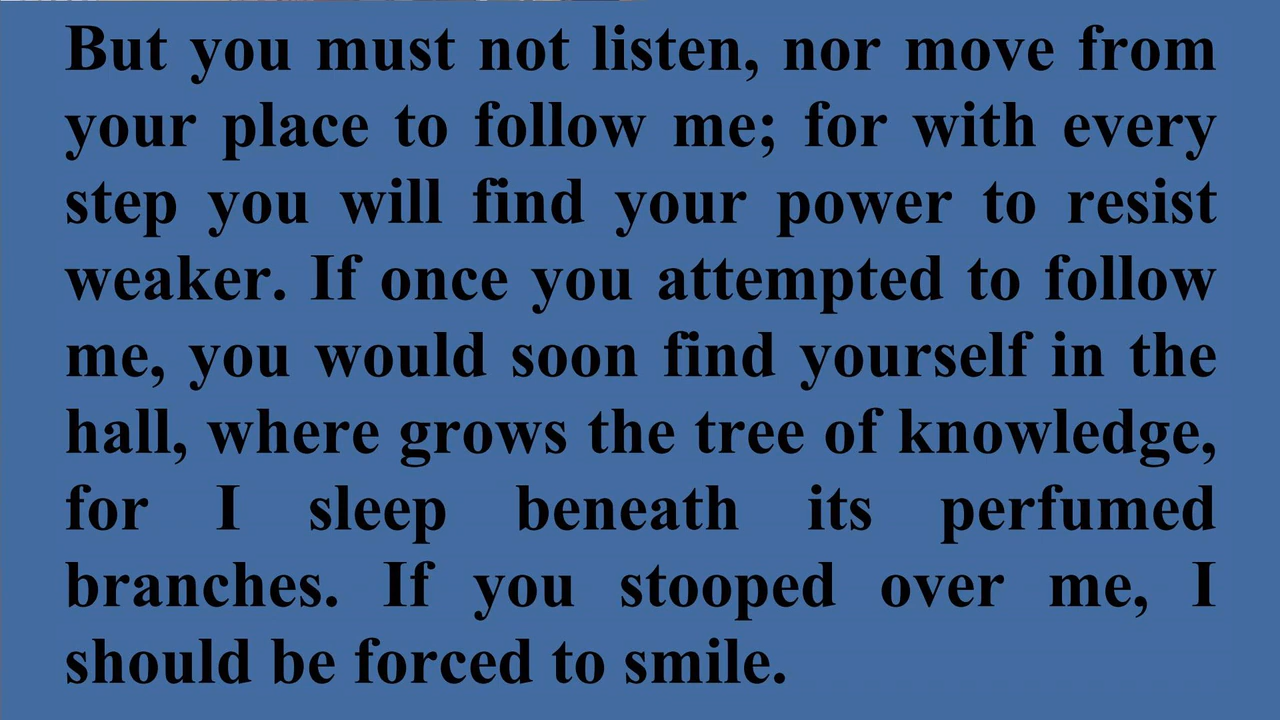 But you must not listen, nor move from
your place to follow me; for with every
step you will find your power to resist
weaker. If once you attempted to follow
me, you would soon find yourself in the
hall, where grows the tree of knowledge,
for I sleep beneath its perfumed
branches. If you stooped over me, I
should be forced to smile.